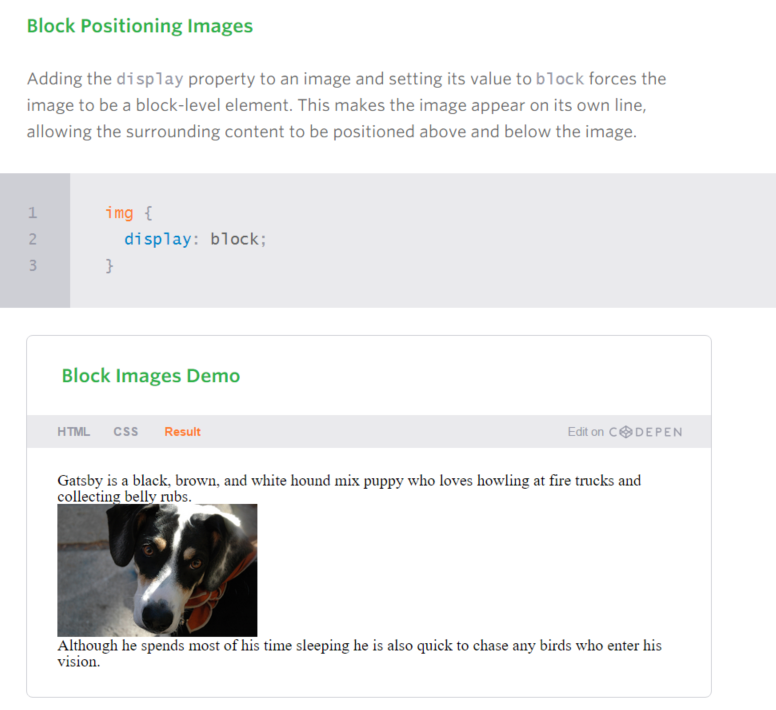 Block Positioning Images
Adding the display property to an image and setting its value to block forces the
image to be a block-level element. This makes the image appear on its own line,
allowing the surrounding content to be positioned above and below the image.
1 img {
2 display: block;
3 }
Block Images Demo
HTML CSS Result Edit on CODEPEN
Gatsby is a black, brown, and white hound mix puppy who loves howling at fire trucks and
collecting belly rubs.
Although he spends most of his time sleeping he is also quick to chase any birds who enter his
vision.